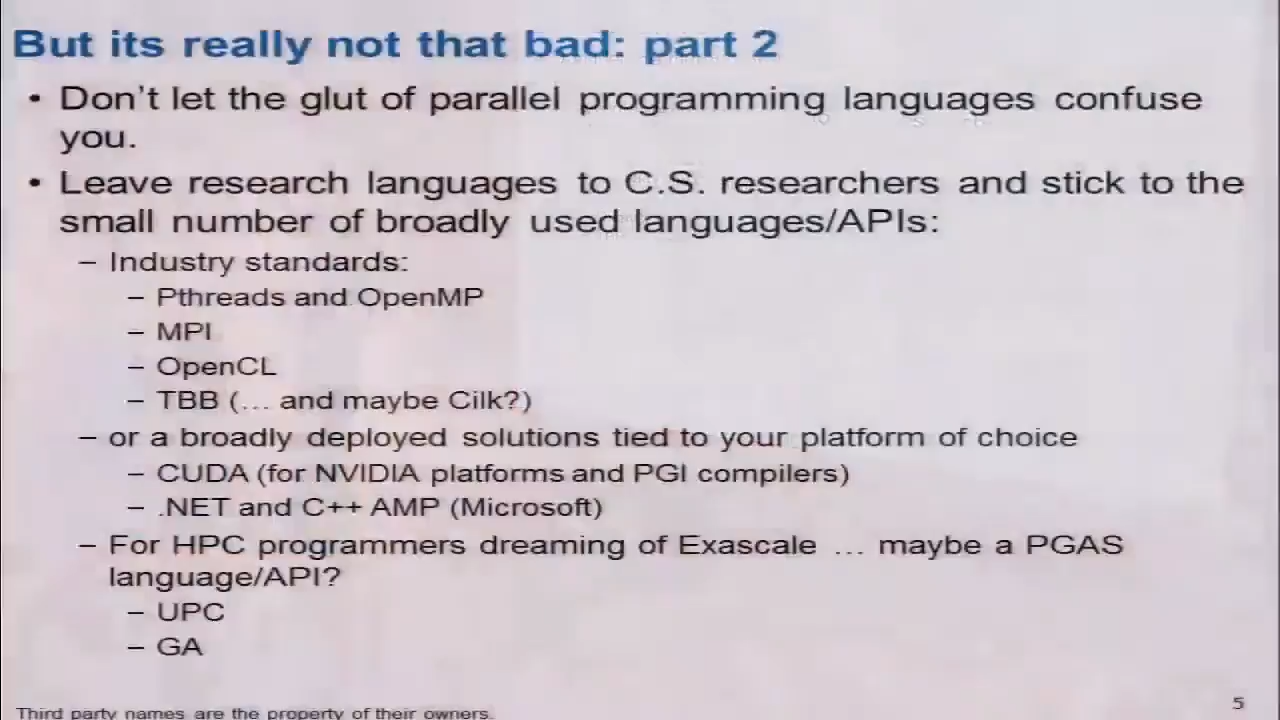 But its really not that bad: part 2
• Don't let the glut of parallel programming languages confuse
you.
• Leave research languages to C.S. researchers and stick to the
small number of broadly used languages/APIs:
– Industry standards:
– Pthreads and OpenMP
– MPI
– OpenCL
– TBB (… and maybe Cilk?)
– or a broadly deployed solutions tied to your platform of choice
– CUDA (for NVIDIA platforms and PGI compilers)
– .NET and C++ AMP (Microsoft)
– For HPC programmers dreaming of Exascale … maybe a PGAS
language/API?
– UPC
– GA
Third party names are the property of their owners.
5